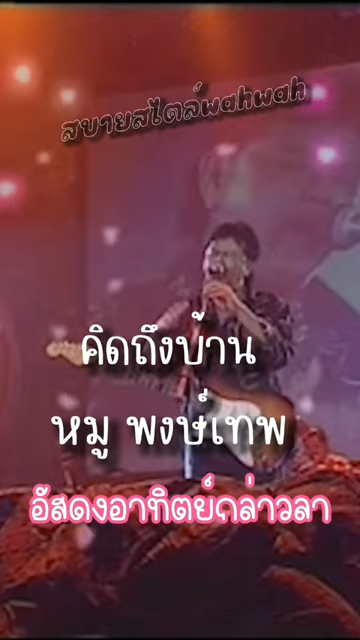 สบายสไตล์wahwah
คิดถึงบ้าน
หมู พงษ์เทพ
อัสดงอาทิตย์กล่าวลา